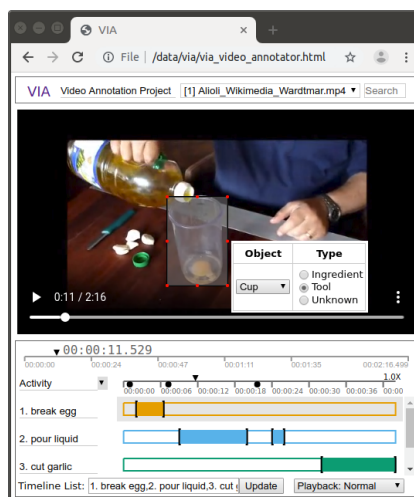 VIA
File | /data/via/via_video_annotator.html
VIA Video Annotation Project [1] Alioli_Wikimedia_Wardtmar.mp4 Search
Object Type
Cup Ingredient
Tool
Unknown
0:11 / 2:16
00:00:11.529
00:00:00 00:00:24 00:00:47 00:01:11 00:01:35 00:02:16.499
1.0X
Activity
00:00:00 00:00:06 00:00:12 00:00:18 00:00:24 00:00:30 00:00:36 00:00
1. break egg
2. pour liquid
3. cut garlic
Timeline List: 1. break egg,2. pour liquid,3. cut Update Playback: Normal